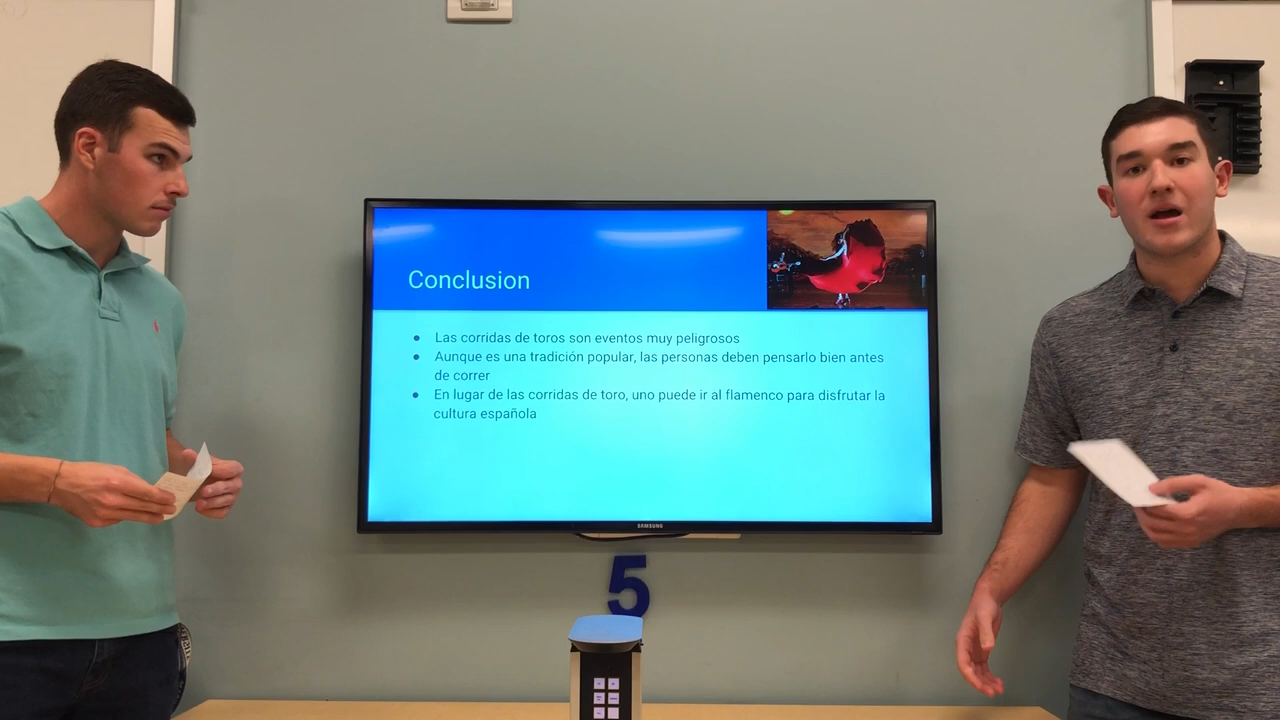 Conclusion
Las corridas de toros son eventos muy peligrosos
Aunque es una tradición popular, las personas deben pensarlo bien antes
de correr
En lugar de las corridas de toro, uno puede ir al flamenco para disfrutar la
cultura española
SAMSUNG
5